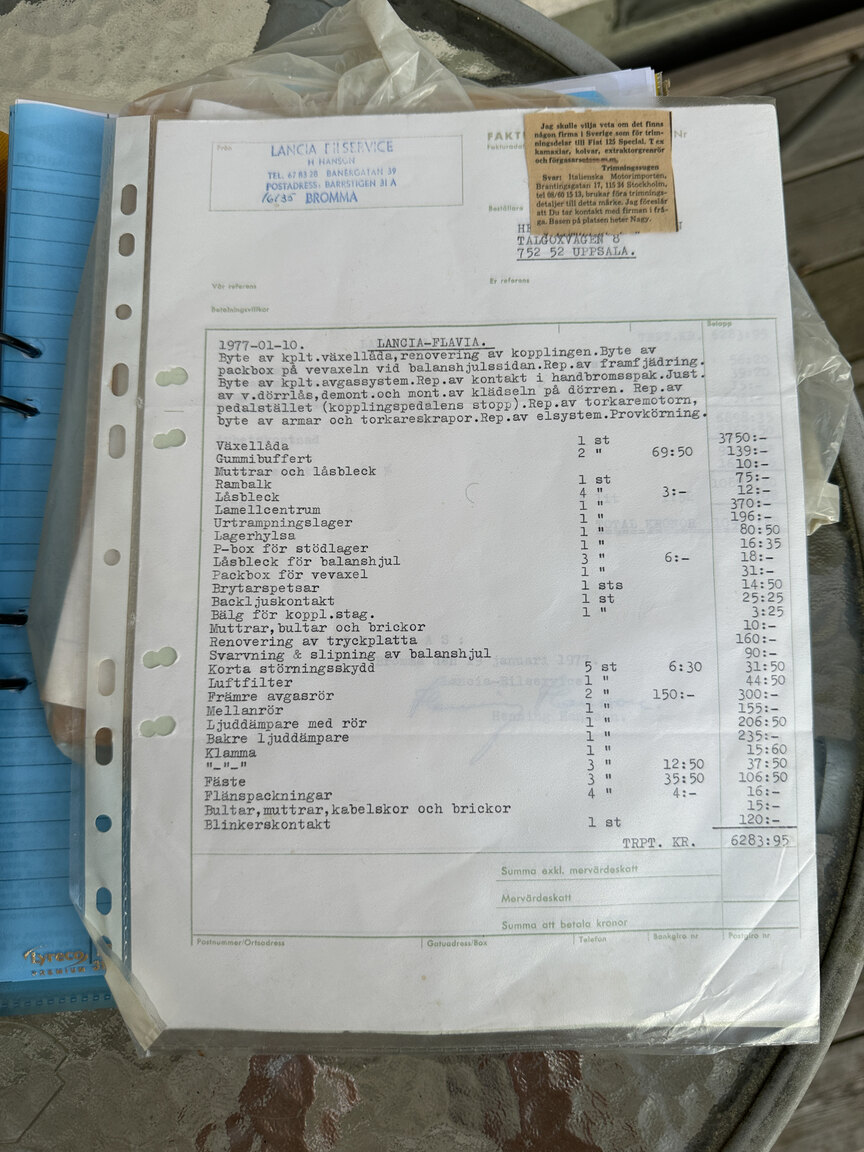 Från
LANCIA BILSERVICE
H HANSON
TEL. 67 83 28 BANÉRGATAN 39
POSTADRESS: BARRSTIGEN 31 A
16135 BROMMA
FAKT
Nr
Fakturada
Jag skulle vilja veta om det finns
någon firma i Sverige som för trim-
ningsdelar till Fiat 125 Special. T ex
kamaxlar, kolvar, extraktorgrenrör
och förgasarsets
Trimningssugen
Svar: Italienska Motorimporten,
Brantingsgatan 17, 115 34 Stockholm,
tel 08/60 15 13, brukar föra trimnings-
detaljer till detta märke. Jag föreslår
att Du tar kontakt med firman i frå-
ga. Basen på platsen heter Nagy.
Beställare
HE N
TALGOXVÄGEN 8
752 52 UPPSALA.
Vår referens
Er referens
Betalningsvillkor
Belopp
1977-01-10. LANCIA-FLAVIA.
Byte av kplt.växellåda,renovering av kopplingen.Byte av
packbox på vevaxeln vid balanshjulssidan.Rep.av framfjädring.
Byte av kplt.avgassystem.Rep.av kontakt i handbromsspak.Just.
av v.dörrlås,demont.och mont.av klädseln på dörren. Rep.av
pedalstället (kopplingspedalens stopp).Rep.av torkaremotorn,
byte av armar och torkareskrapor.Rep.av elsystem.Provkörning.
Växellåda 1 st 3750:-
Gummibuffert 2 " 69:50 139:-
Muttrar och låsbleck 10:-
Rambalk 1 st 75:-
Låsbleck 4 " 3:- 12:-
Lamellcentrum 1 " 370:-
Urtrampningslager 1 " 196:-
Lagerhylsa 1 " 80:50
P-box för stödlager 1 " 16:35
Låsbleck för balanshjul 3 " 6:- 18:-
Packbox för vevaxel 1 " 31:-
Brytarspetsar 1 sts 14:50
Backljuskontakt 1 st 25:25
Bälg för koppl.stag. 1 " 3:25
Muttrar,bultar och brickor 10:-
Renovering av tryckplatta 160:-
Svarvning & slipning av balanshjul 90:-
Korta störningsskydd 5 st 6:30 31:50
Luftfilter 1 " 44:50
Främre avgasrör 2 " 150:- 300:-
Mellanrör 1 " 155:-
Ljuddämpare med rör 1 " 206:50
Bakre ljuddämpare 1 " 235:-
Klamma 1 " 15:60
"-"-" 3 " 12:50 37:50
Fäste 3 " 35:50 106:50
Flänspackningar 4 " 4:- 16:-
Bultar,muttrar,kabelskor och brickor 15:-
Blinkerskontakt 1 st 120:-
TRPT. KR. 6283:95
Summa exkl. mervärdeskatt
Mervärdeskatt
Summa att betala kronor
Postnummer/Ortsadress Gatuadress/Box Telefon Bankgiro nr Postgiro nr